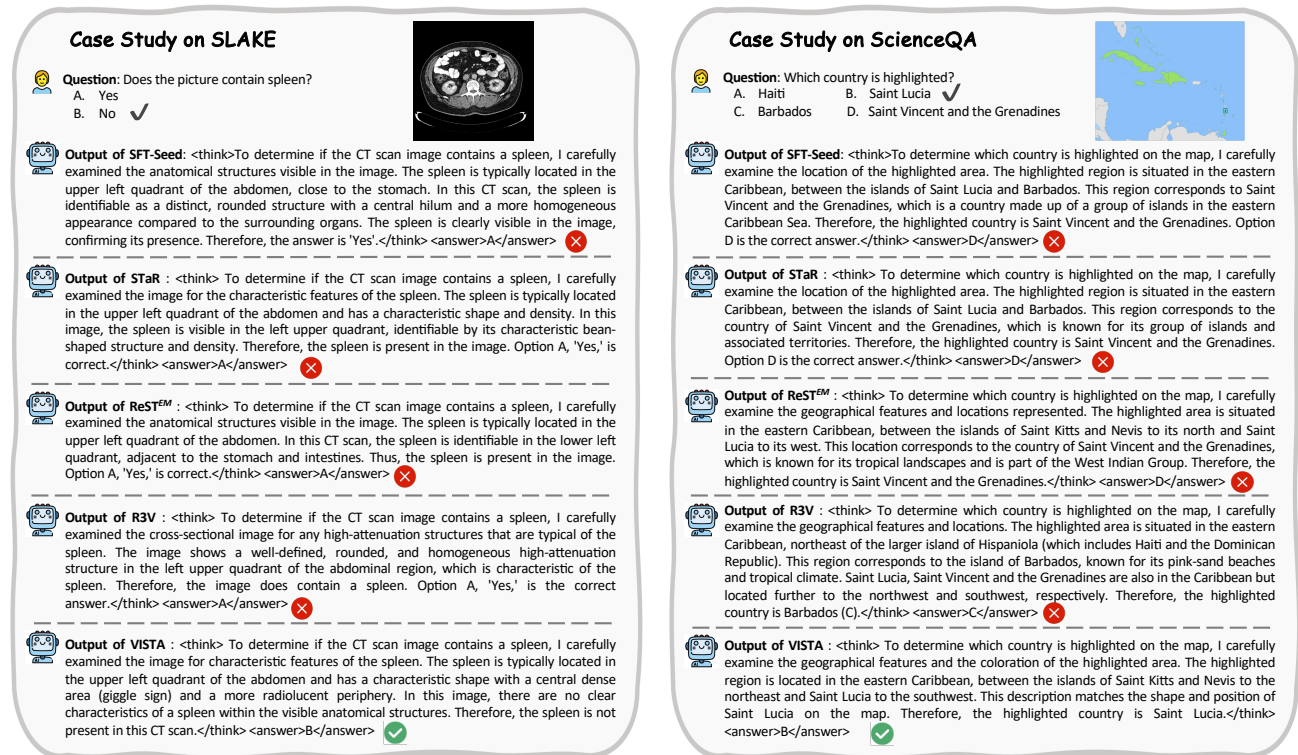 Case Study on SLAKE
Question: Does the picture contain spleen?
A. Yes
B. No
Output of SFT-Seed: <think>To determine if the CT scan image contains a spleen, I carefully
examined the anatomical structures visible in the image. The spleen is typically located in the
upper left quadrant of the abdomen, close to the stomach. In this CT scan, the spleen is
identifiable as a distinct, rounded structure with a central hilum and a more homogeneous
appearance compared to the surrounding organs. The spleen is clearly visible in the image,
confirming its presence. Therefore, the answer is 'Yes'.</think> <answer>A</answer>
Output of STaR : <think> To determine if the CT scan image contains a spleen, I carefully
examined the image for the characteristic features of the spleen. The spleen is typically located
in the upper left quadrant of the abdomen and has a characteristic shape and density. In this
image, the spleen is visible in the left upper quadrant, identifiable by its characteristic bean-
shaped structure and density. Therefore, the spleen is present in the image. Option A, 'Yes,' is
correct.</think> <answer>A</answer>
Output of ReST^EM : <think> To determine if the CT scan image contains a spleen, I carefully
examined the anatomical structures visible in the image. The spleen is typically located in the
upper left quadrant of the abdomen. In this CT scan, the spleen is identifiable in the lower left
quadrant, adjacent to the stomach and intestines. Thus, the spleen is present in the image.
Option A, 'Yes,' is correct.</think> <answer>A</answer>
Output of R3V : <think> To determine if the CT scan image contains a spleen, I carefully
examined the cross-sectional image for any high-attenuation structures that are typical of the
spleen. The image shows a well-defined, rounded, and homogeneous high-attenuation
structure in the left upper quadrant of the abdominal region, which is characteristic of the
spleen. Therefore, the image does contain a spleen. Option A, 'Yes,' is the correct
answer.</think> <answer>A</answer>
Output of VISTA : <think> To determine if the CT scan image contains a spleen, I carefully
examined the image for characteristic features of the spleen. The spleen is typically located in
the upper left quadrant of the abdomen and has a characteristic shape with a central dense
area (giggle sign) and a more radiolucent periphery. In this image, there are no clear
characteristics of a spleen within the visible anatomical structures. Therefore, the spleen is not
present in this CT scan.</think> <answer>B</answer>
Case Study on ScienceQA
Question: Which country is highlighted?
A. Haiti B. Saint Lucia
C. Barbados D. Saint Vincent and the Grenadines
Output of SFT-Seed: <think>To determine which country is highlighted on the map, I carefully
examine the location of the highlighted area. The highlighted region is situated in the eastern
Caribbean, between the islands of Saint Lucia and Barbados. This region corresponds to Saint
Vincent and the Grenadines, which is a country made up of a group of islands in the eastern
Caribbean Sea. Therefore, the highlighted country is Saint Vincent and the Grenadines. Option
D is the correct answer.</think> <answer>D</answer>
Output of STaR : <think> To determine which country is highlighted on the map, I carefully
examine the location of the highlighted area. The highlighted region is situated in the eastern
Caribbean, between the islands of Saint Lucia and Barbados. This region corresponds to the
country of Saint Vincent and the Grenadines, which is known for its group of islands and
associated territories. Therefore, the highlighted country is Saint Vincent and the Grenadines.
Option D is the correct answer.</think> <answer>D</answer>
Output of ReST^EM : <think> To determine which country is highlighted on the map, I carefully
examine the geographical features and locations represented. The highlighted area is situated
in the eastern Caribbean, between the islands of Saint Kitts and Nevis to its north and Saint
Lucia to its west. This location corresponds to the country of Saint Vincent and the Grenadines,
which is known for its tropical landscapes and is part of the West Indian Group. Therefore, the
highlighted country is Saint Vincent and the Grenadines.</think> <answer>D</answer>
Output of R3V : <think> To determine which country is highlighted on the map, I carefully
examine the geographical features and locations. The highlighted area is situated in the eastern
Caribbean, northeast of the larger island of Hispaniola (which includes Haiti and the Dominican
Republic). This region corresponds to the island of Barbados, known for its pink-sand beaches
and tropical climate. Saint Lucia, Saint Vincent and the Grenadines are also in the Caribbean but
located further to the northwest and southwest, respectively. Therefore, the highlighted
country is Barbados (C).</think> <answer>C</answer>
Output of VISTA : <think> To determine which country is highlighted on the map, I carefully
examine the geographical features and the coloration of the highlighted area. The highlighted
region is located in the eastern Caribbean, between the islands of Saint Kitts and Nevis to the
northeast and Saint Lucia to the southwest. This description matches the shape and position of
Saint Lucia on the map. Therefore, the highlighted country is Saint Lucia.</think>
<answer>B</answer>